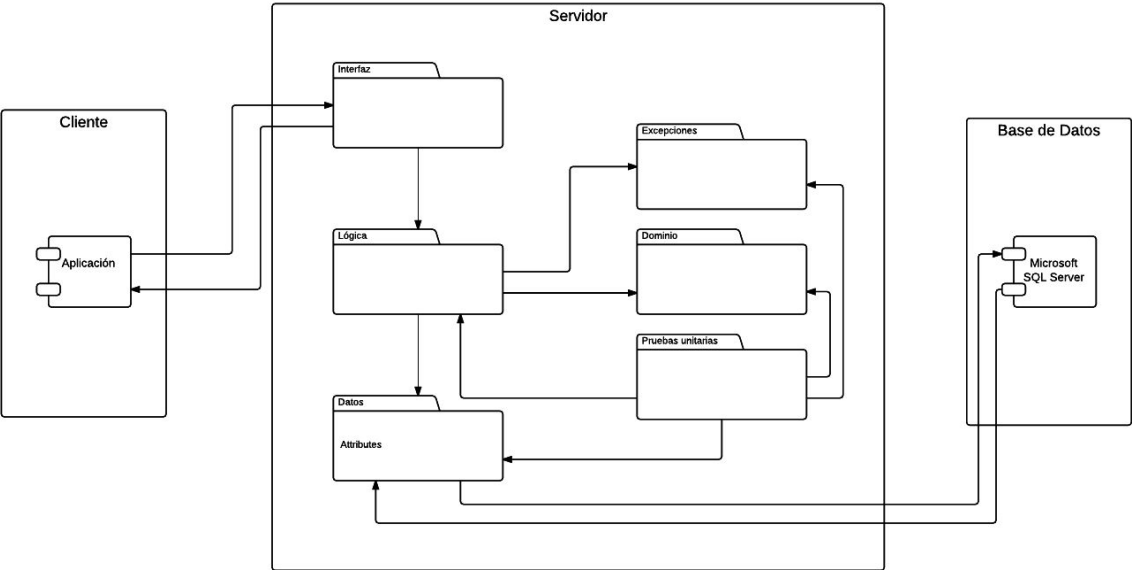 Servidor
Interfaz
Cliente
Excepciones
Base de Datos
Lógica
Dominio
Aplicación
Microsoft
SQL Server
Pruebas unitarias
Datos
Attributes